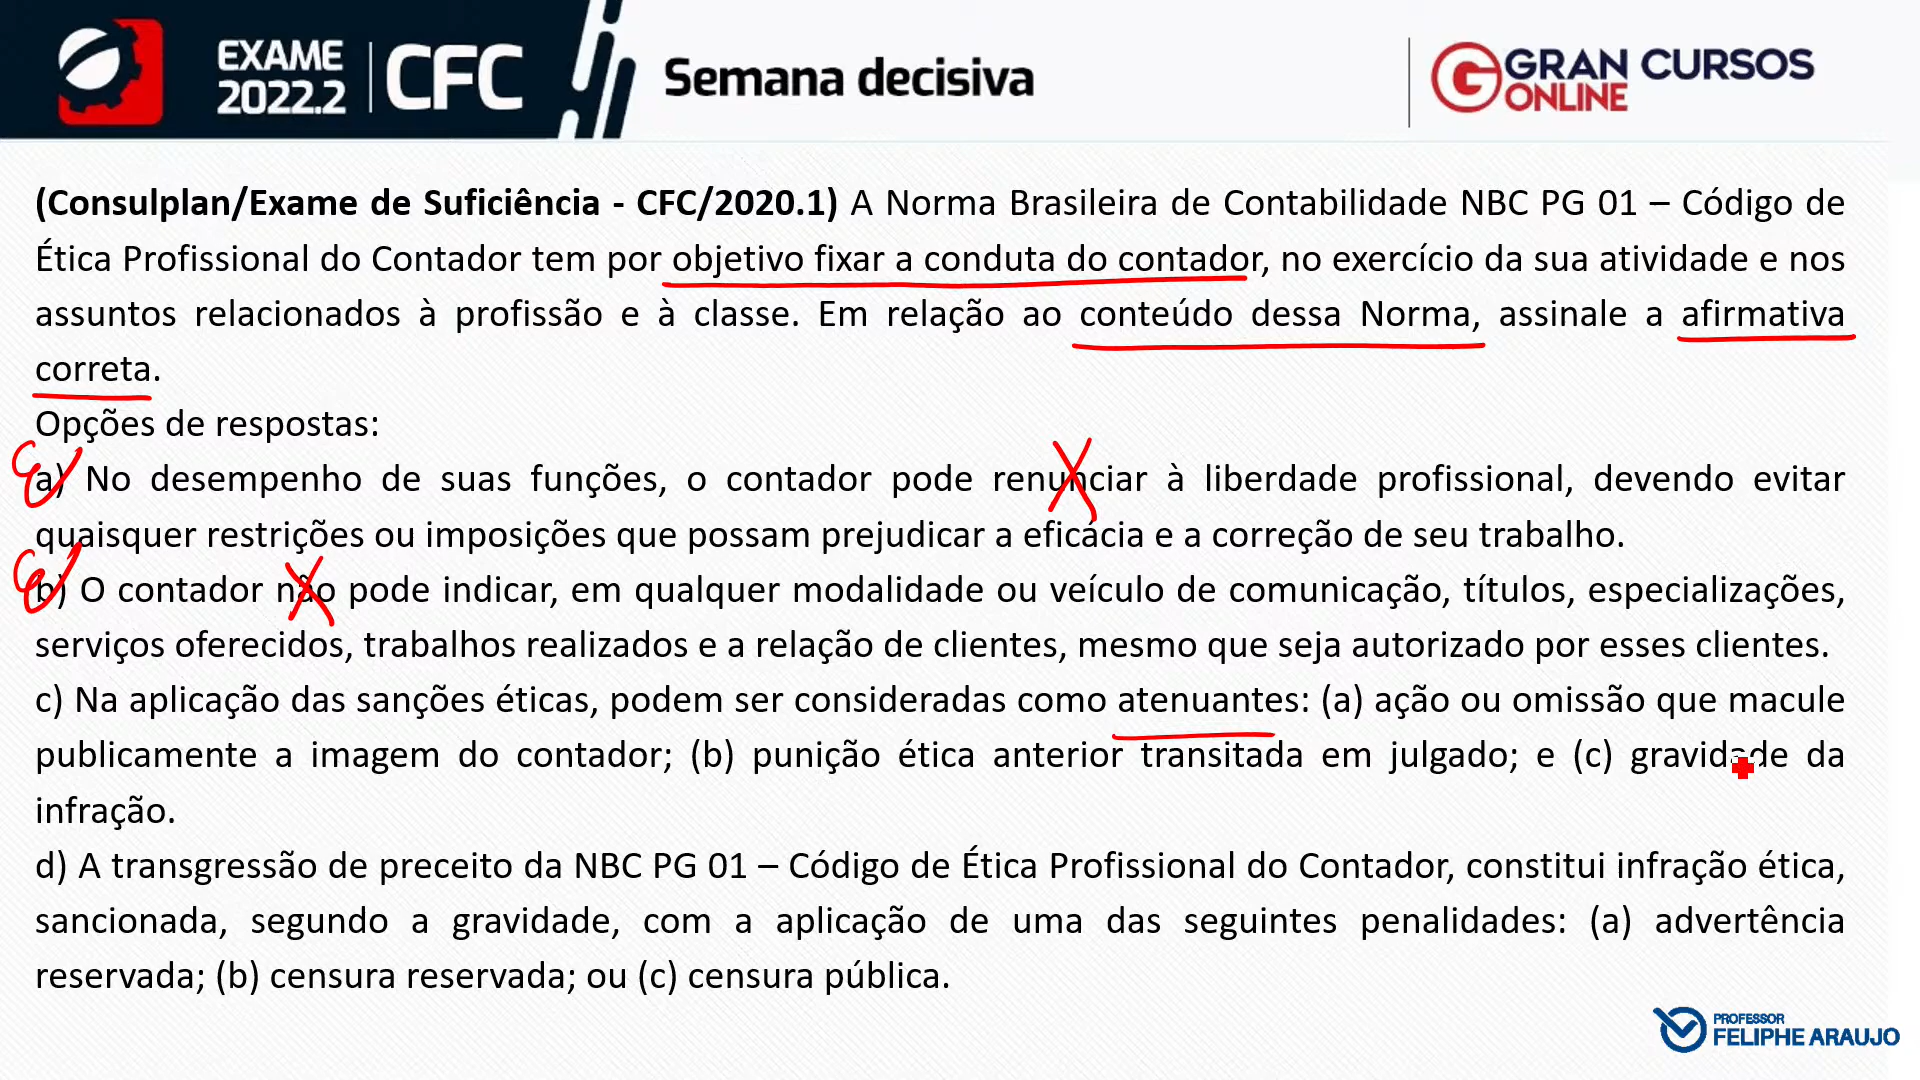 EXAME
2022.2
CFC
Semana decisiva
GRAN CURSOS
ONLINE
(Consulplan/Exame de Suficiência - CFC/2020.1) A Norma Brasileira de Contabilidade NBC PG 01 – Código de
Ética Profissional do Contador tem por objetivo fixar a conduta do contador, no exercício da sua atividade e nos
assuntos relacionados à profissão e à classe. Em relação ao conteúdo dessa Norma, assinale a afirmativa
correta.
Opções de respostas:
a) No desempenho de suas funções, o contador pode renunciar à liberdade profissional, devendo evitar
quaisquer restrições ou imposições que possam prejudicar a eficácia e a correção de seu trabalho.
b) O contador não pode indicar, em qualquer modalidade ou veículo de comunicação, títulos, especializações,
serviços oferecidos, trabalhos realizados e a relação de clientes, mesmo que seja autorizado por esses clientes.
c) Na aplicação das sanções éticas, podem ser consideradas como atenuantes: (a) ação ou omissão que macule
publicamente a imagem do contador; (b) punição ética anterior transitada em julgado; e (c) gravidade da
infração.
d) A transgressão de preceito da NBC PG 01 – Código de Ética Profissional do Contador, constitui infração ética,
sancionada, segundo a gravidade, com a aplicação de uma das seguintes penalidades: (a) advertência
reservada; (b) censura reservada; ou (c) censura pública.
PROFESSOR
FELIPHE ARAUJO